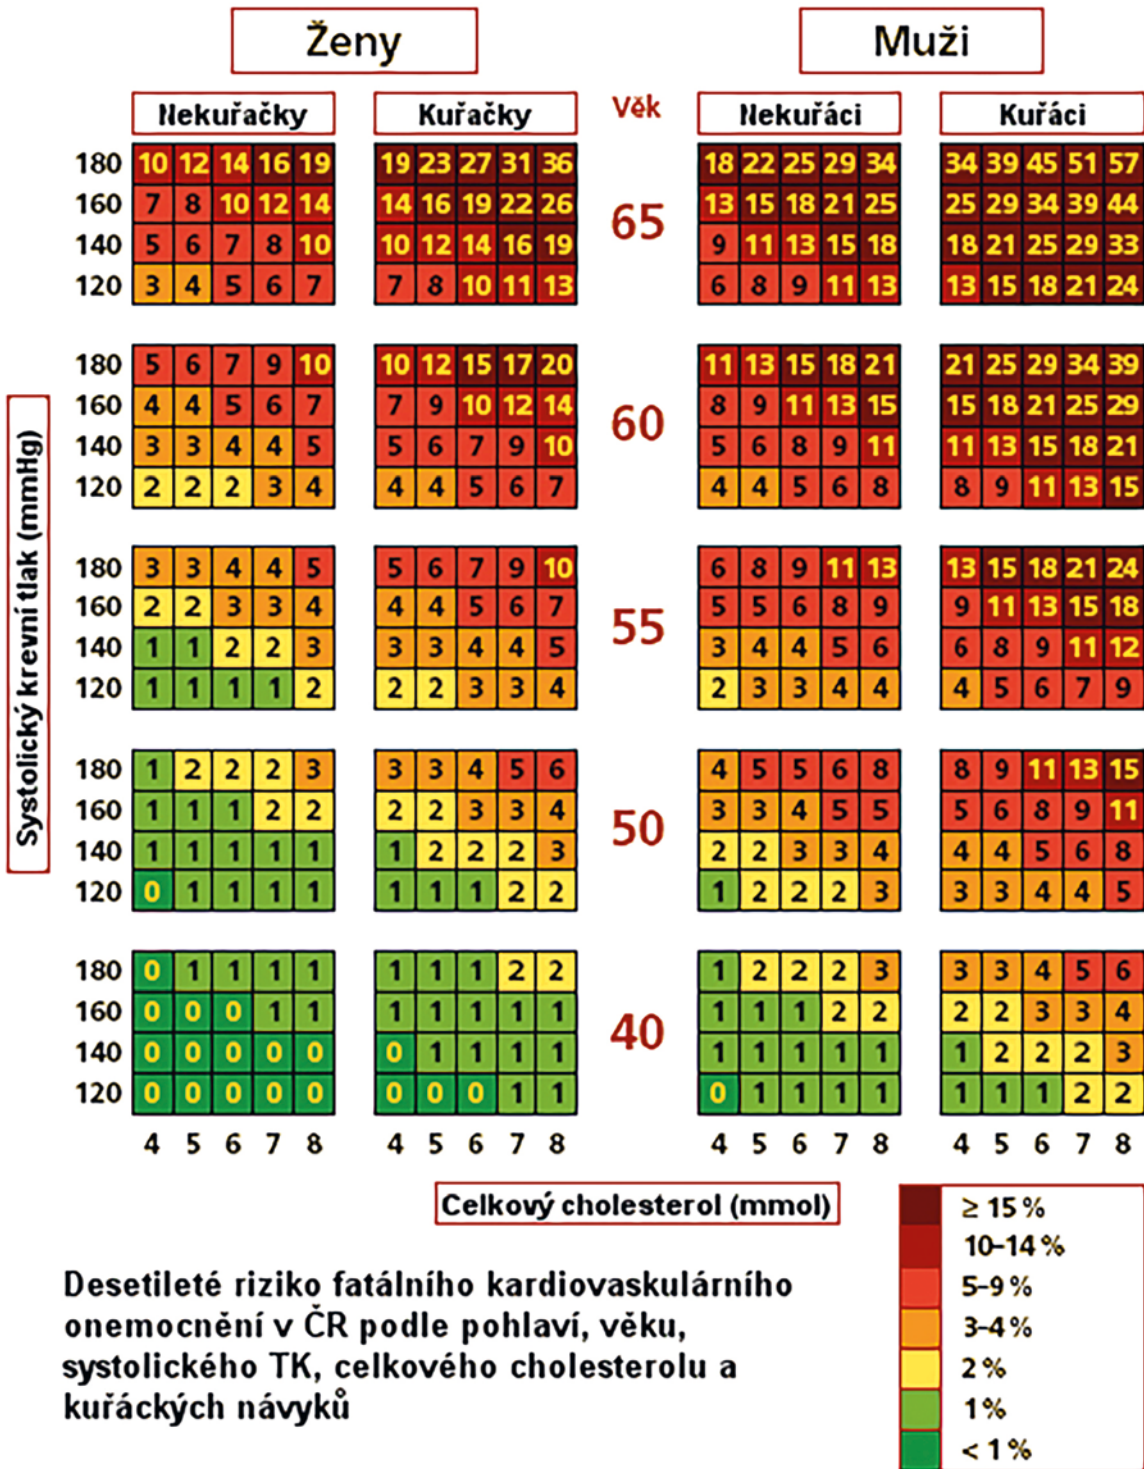 Ženy Muži
Nekuřačky Kuřačky Věk Nekuřáci Kuřáci
180 10 12 14 16 19 19 23 27 31 36 18 22 25 29 34 34 39 45 51 57
160 7 8 10 12 14 14 16 19 22 26 13 15 18 21 25 25 29 34 39 44
65
140 5 6 7 8 10 10 12 14 16 19 9 11 13 15 18 18 21 25 29 33
120 3 4 5 6 7 7 8 10 11 13 6 8 9 11 13 13 15 18 21 24
180 5 6 7 9 10 10 12 15 17 20 11 13 15 18 21 21 25 29 34 39
160 4 4 5 6 7 7 9 10 12 14 8 9 11 13 15 15 18 21 25 29
60
140 3 3 4 4 5 5 6 7 9 10 5 6 8 9 11 11 13 15 18 21
120 2 2 2 3 4 4 4 5 6 7 4 4 5 6 8 8 9 11 13 15
Systolický krevní tlak (mmHg)
180 3 3 4 4 5 5 6 7 9 10 6 8 9 11 13 13 15 18 21 24
160 2 2 3 3 4 4 4 5 6 7 5 5 6 8 9 9 11 13 15 18
55
140 1 1 2 2 3 3 3 4 4 5 3 4 4 5 6 6 8 9 11 12
120 1 1 1 1 2 2 2 3 3 4 2 3 3 4 4 4 5 6 7 9
180 1 2 2 2 3 3 3 4 5 6 4 5 5 6 8 8 9 11 13 15
160 1 1 1 2 2 2 2 3 3 4 3 3 4 5 5 5 6 8 9 11
50
140 1 1 1 1 1 1 2 2 2 3 2 2 3 3 4 4 4 5 6 8
120 0 1 1 1 1 1 1 1 2 2 1 2 2 2 3 3 3 4 4 5
180 0 1 1 1 1 1 1 1 2 2 1 2 2 2 3 3 3 4 5 6
160 0 0 0 1 1 1 1 1 1 1 1 1 1 2 2 2 2 3 3 4
40
140 0 0 0 0 0 0 1 1 1 1 1 1 1 1 1 1 2 2 2 3
120 0 0 0 0 0 0 0 0 1 1 0 1 1 1 1 1 1 1 2 2
4 5 6 7 8 4 5 6 7 8 4 5 6 7 8 4 5 6 7 8
Celkový cholesterol (mmol)
≥ 15 %
10–14 %
5–9 %
3–4 %
2 %
1 %
< 1 %
Desetileté riziko fatálního kardiovaskulárního
onemocnění v ČR podle pohlaví, věku,
systolického TK, celkového cholesterolu a
kuřáckých návyků